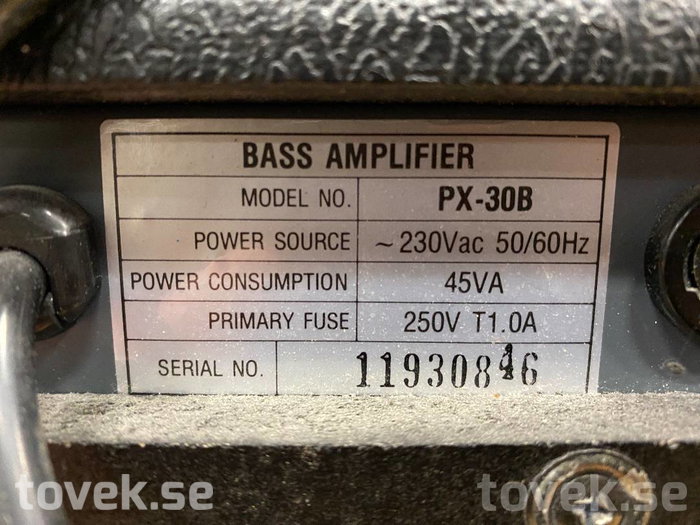 BASS AMPLIFIER
MODEL NO. PX-30B
POWER SOURCE ~230Vac 50/60Hz
POWER CONSUMPTION 45VA
PRIMARY FUSE 250V T1.0A
SERIAL NO.
tovek.se tovek.se